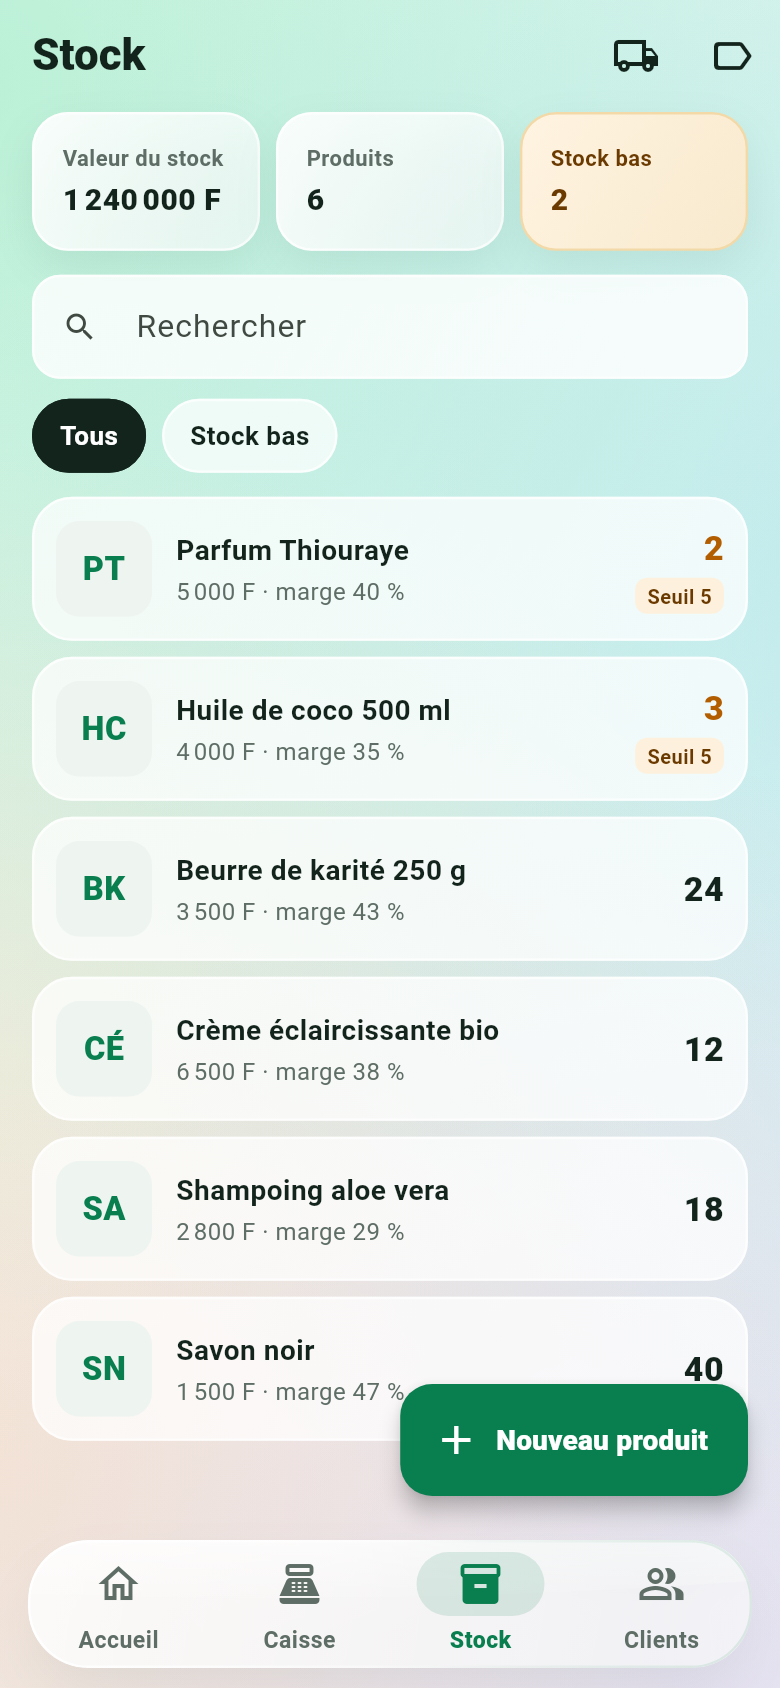 Stock
Valeur du stock
1 240 000 F
Produits
6
Stock bas
2
Rechercher
Tous
Stock bas
PT
Parfum Thiouraye
5 000 F · marge 40 %
2
Seuil 5
HC
Huile de coco 500 ml
4 000 F · marge 35 %
3
Seuil 5
BK
Beurre de karité 250 g
3 500 F · marge 43 %
24
CÉ
Crème éclaircissante bio
6 500 F · marge 38 %
12
SA
Shampoing aloe vera
2 800 F · marge 29 %
18
SN
Savon noir
1 500 F · marge 47 %
40
Nouveau produit
Accueil
Caisse
Stock
Clients